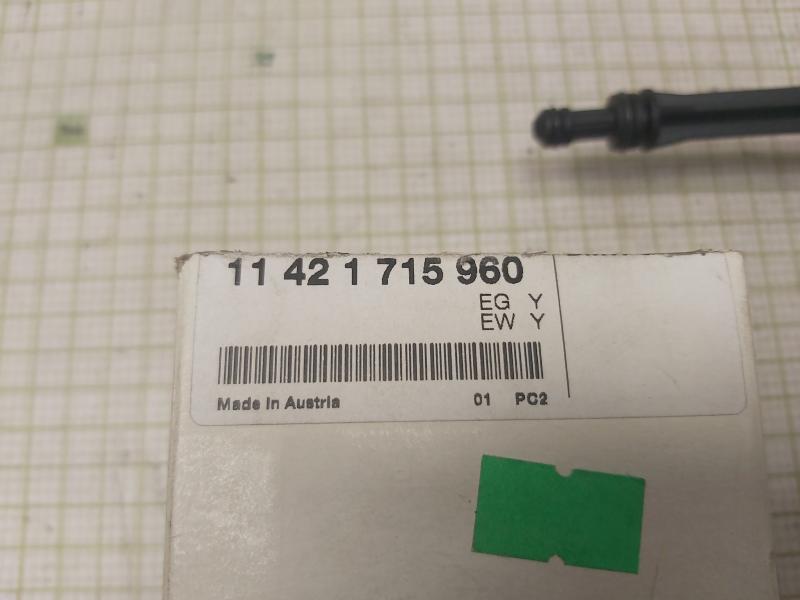 11 42 1 715 960
EG Y
EW Y
Made in Austria 01 PC2